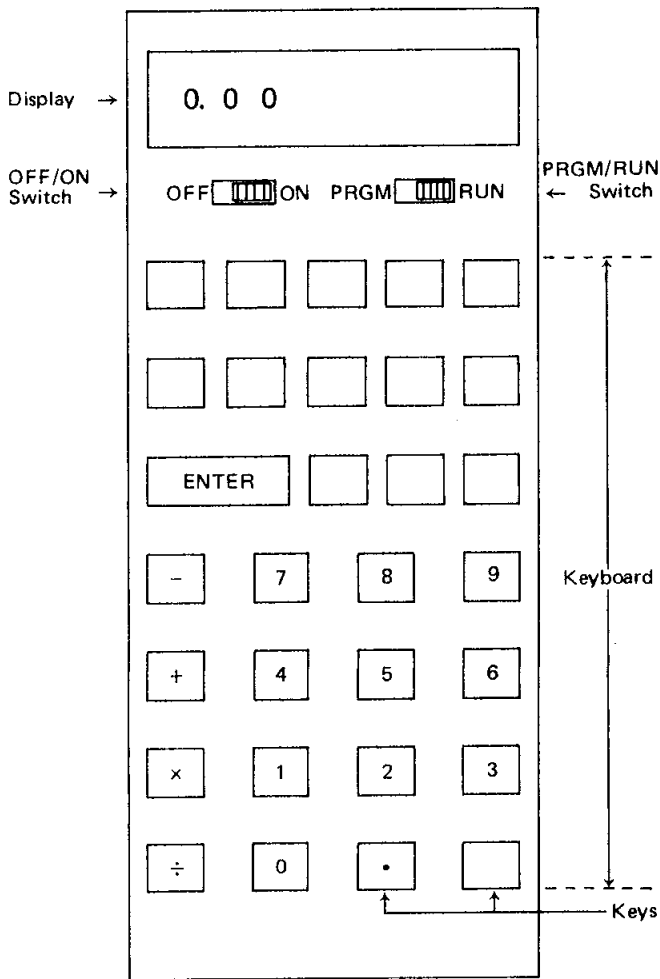 Display →
0. 0 0
OFF/ON
Switch →
OFF ON PRGM RUN
PRGM/RUN
← Switch
ENTER
− 7 8 9
Keyboard
+ 4 5 6
× 1 2 3
÷ 0 •
Keys